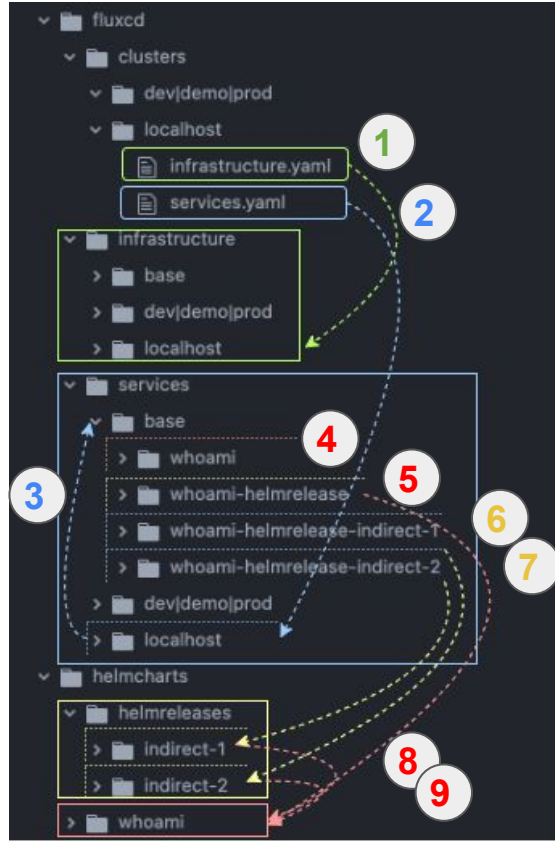 fluxcd
clusters
dev|demo|prod
localhost
1
infrastructure.yaml
services.yaml
2
infrastructure
base
dev|demo|prod
localhost
services
base
4
whoami
5
whoami-helmrelease
3
6
whoami-helmrelease-indirect-1
7
whoami-helmrelease-indirect-2
dev|demo|prod
localhost
helmcharts
helmreleases
indirect-1
8
indirect-2
9
whoami